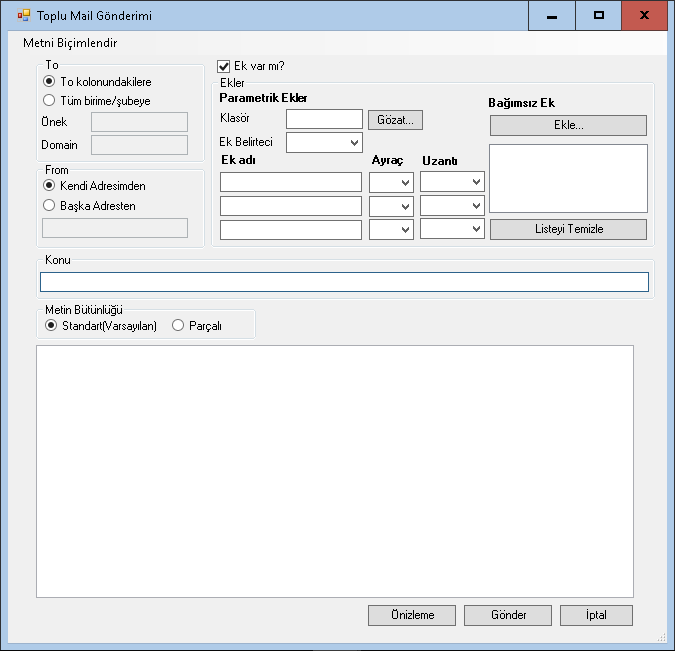 Toplu Mail Gönderimi
Metni Biçimlendir
To
To kolonundakilere
Tüm birime/şubeye
Önek
Domain
From
Kendi Adresimden
Başka Adresten
Ek var mı?
Ekler
Parametrik Ekler
Klasör
Gözat...
Ek Belirteci
Ek adı
Ayraç
Uzantı
Bağımsız Ek
Ekle...
Listeyi Temizle
Konu
Metin Bütünlüğü
Standart(Varsayılan)
Parçalı
Önizleme
Gönder
İptal